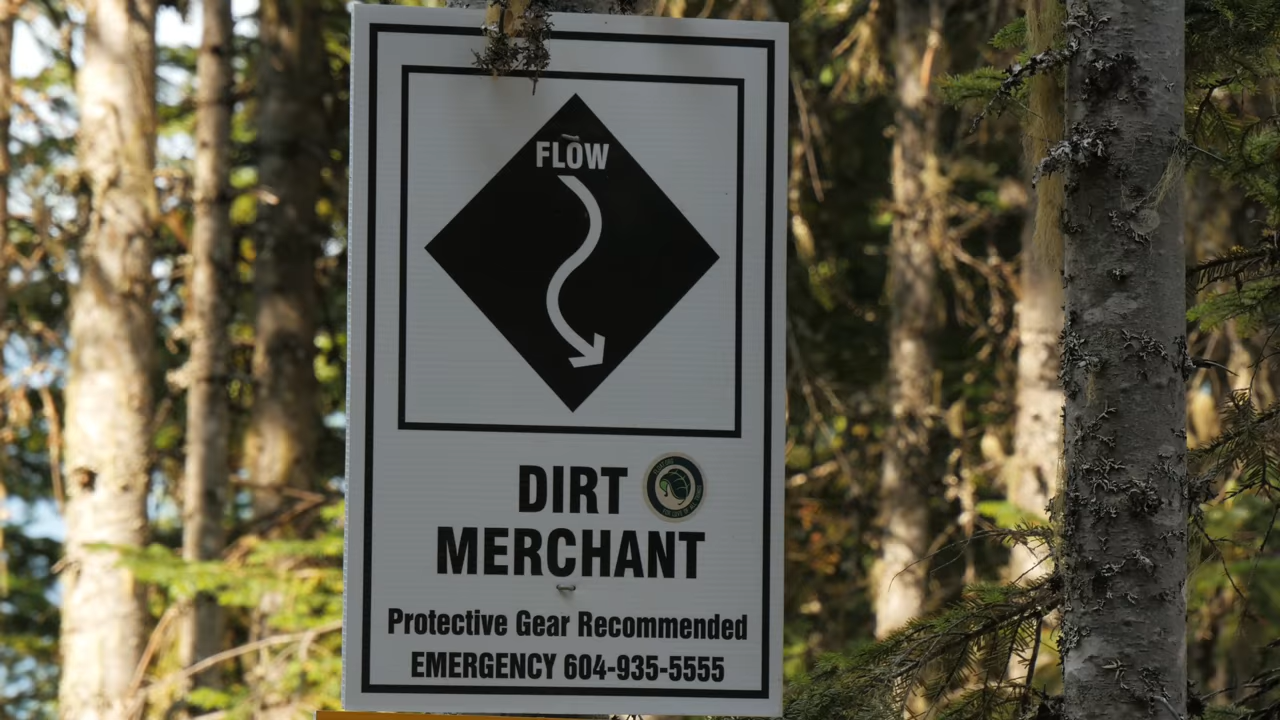 FLOW
DIRT
MERCHANT
Protective Gear Recommended
EMERGENCY 604-935-5555